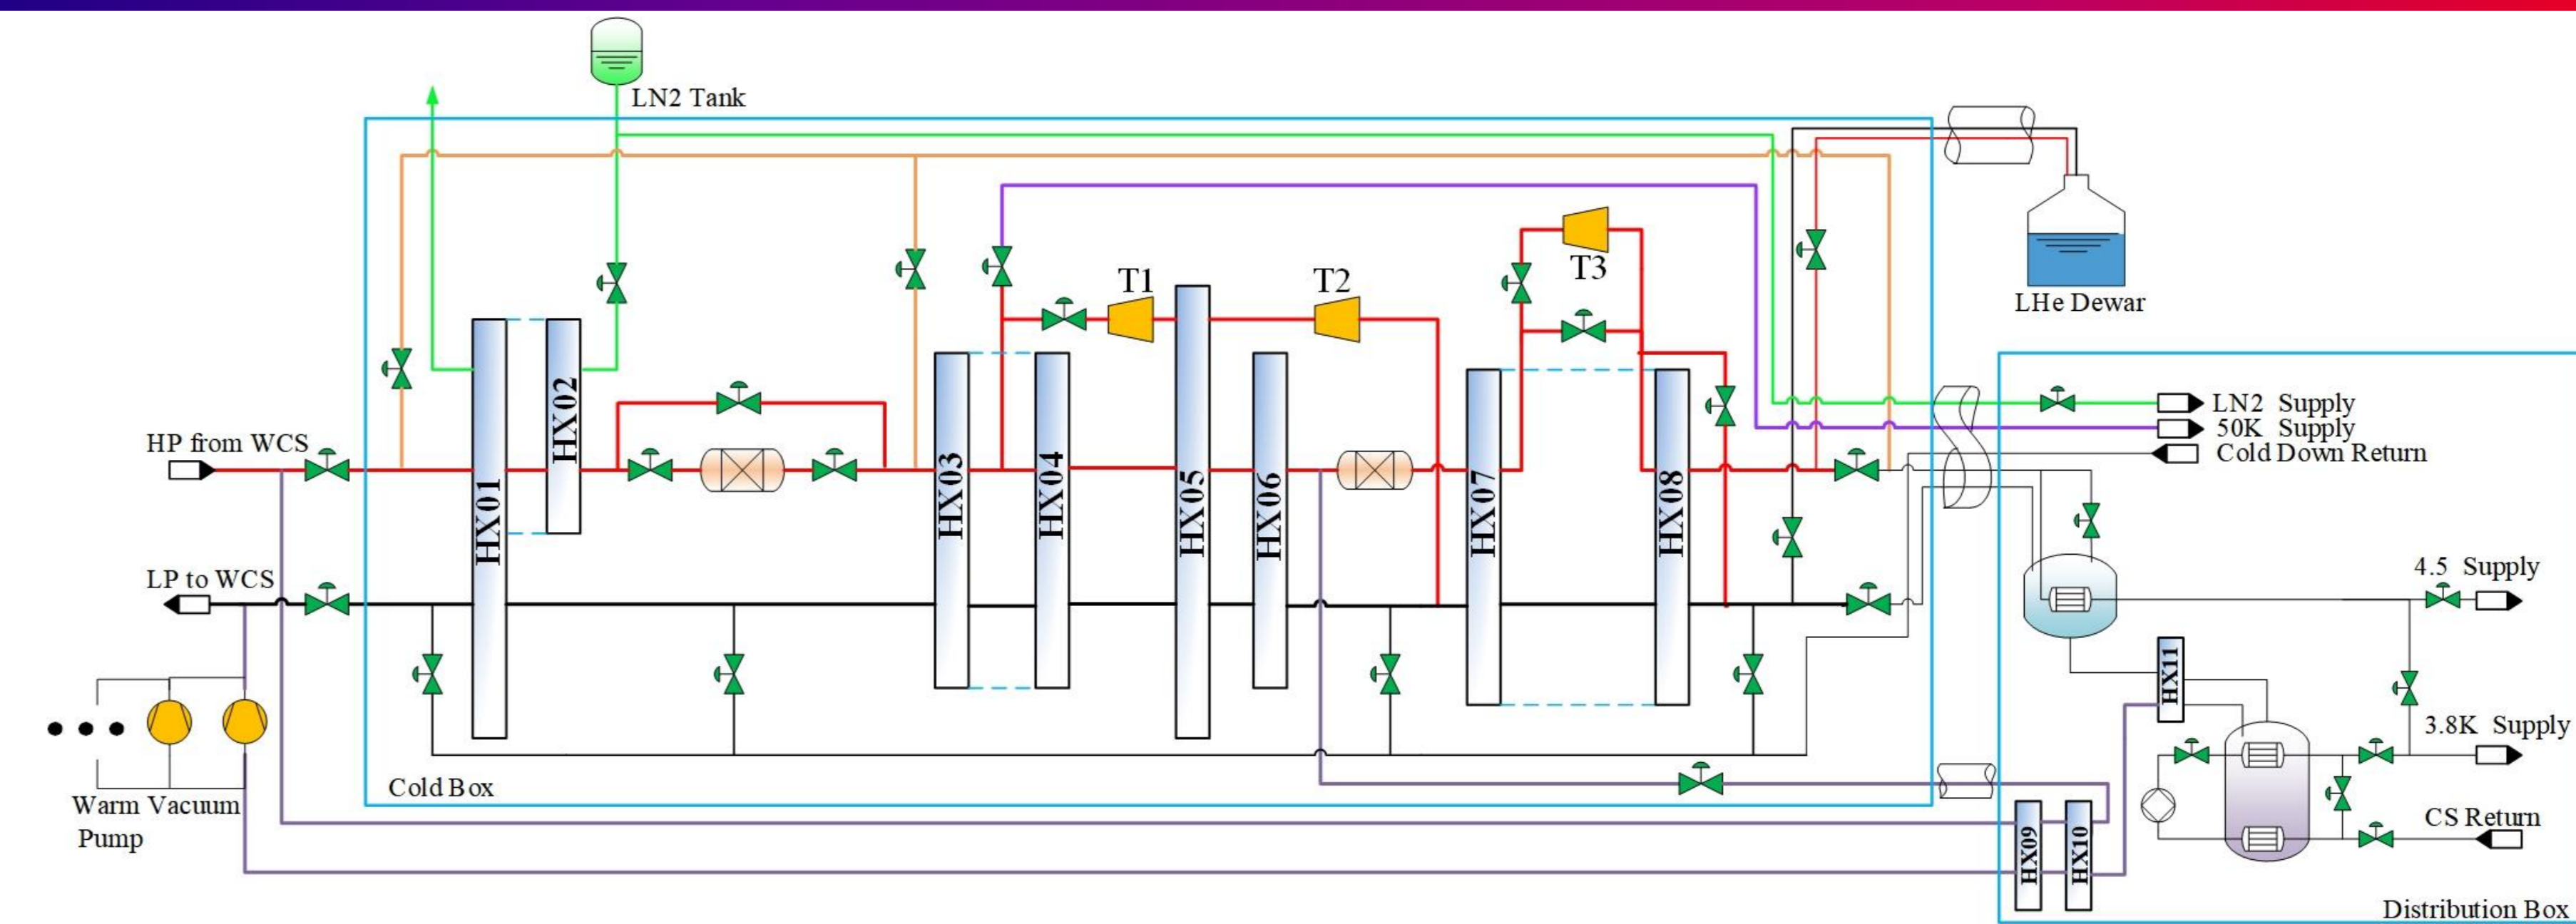 LN2 Tank
T1
T2
T3
LHe Dewar
HX01
HX02
HX03
HX04
HX05
HX06
HX07
HX08
HP from WCS
LP to WCS
LN2 Supply
50K Supply
Cold Down Return
4.5 Supply
HX11
3.8K Supply
Warm Vacuum
Pump
Cold Box
CS Return
HX09
HX10
Distribution Box